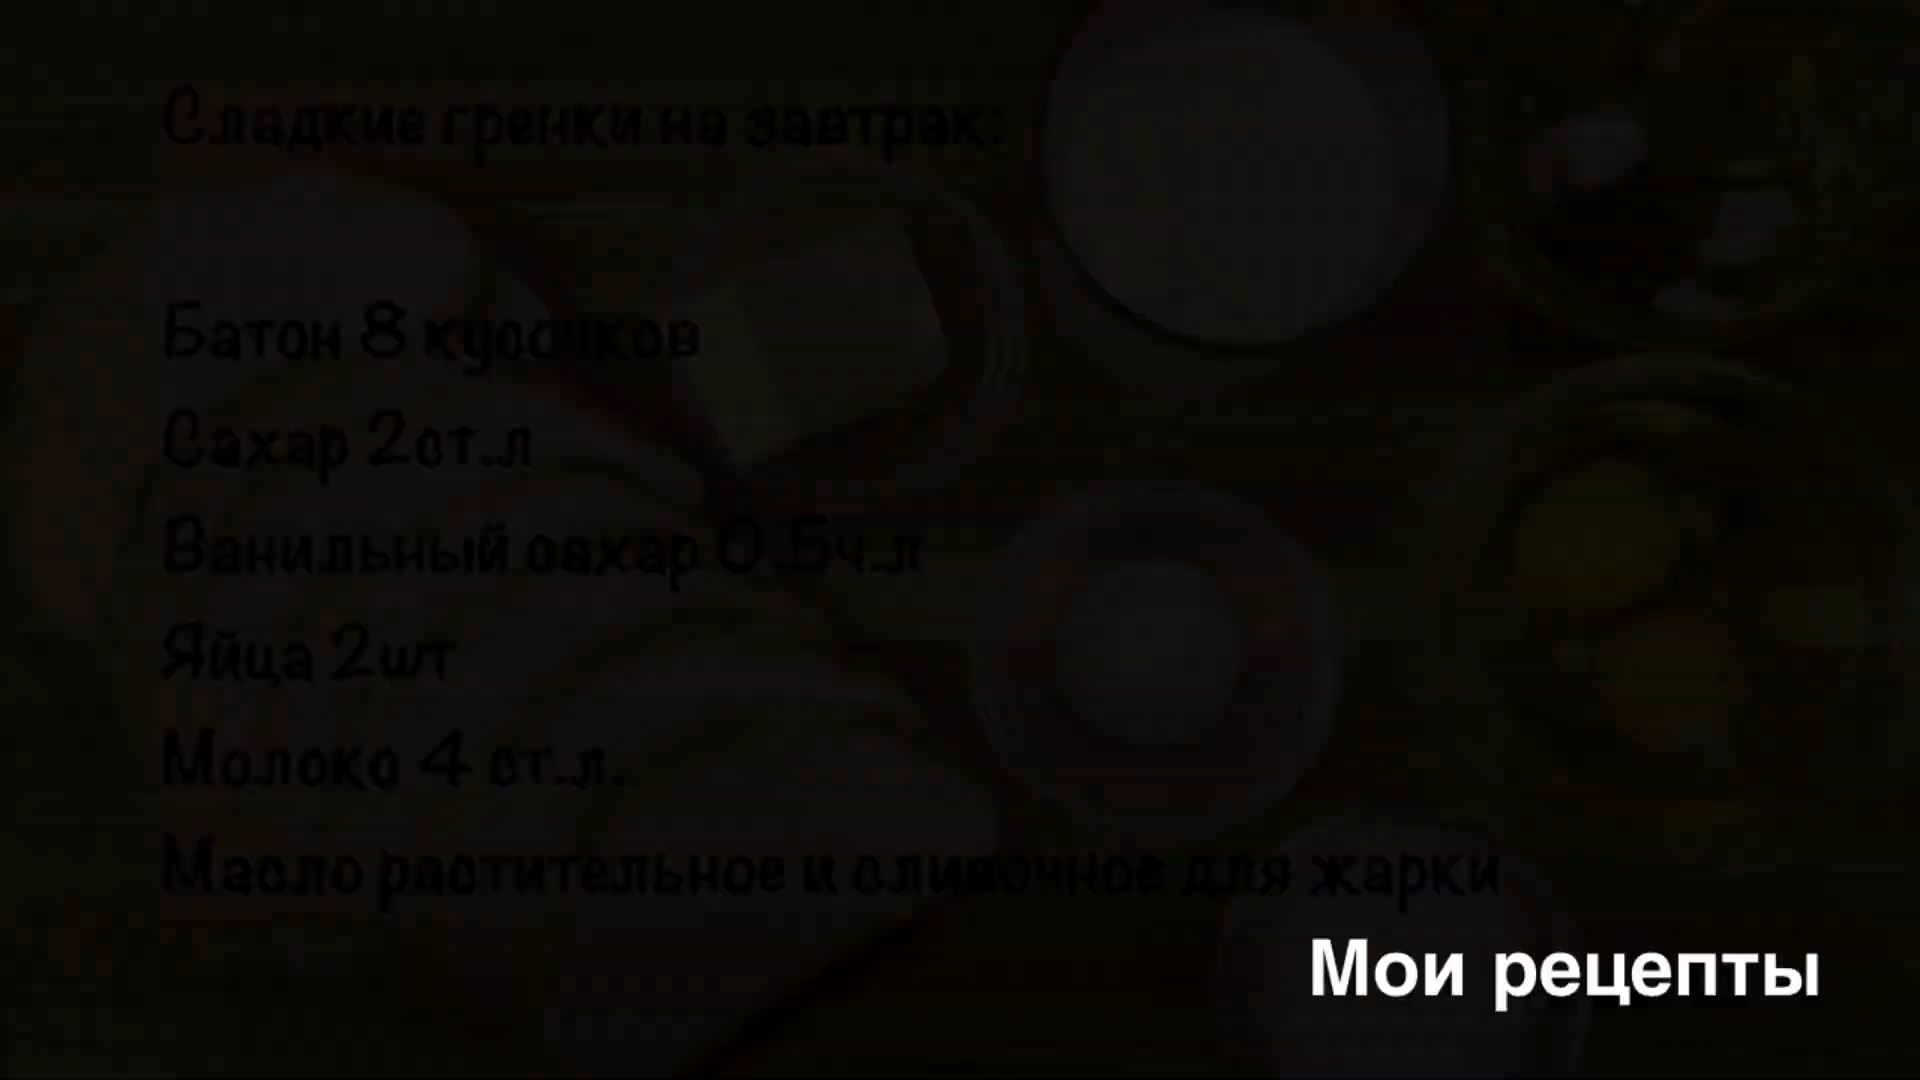 Сладкие гренки на завтрак:
Батон 8 кусочков
Сахар 2ст.л
Ванильный сахар 0,5ч.л
Яйца 2шт
Молоко 4 ст.л.
Масло растительное и сливочное для жарки
Мои рецепты